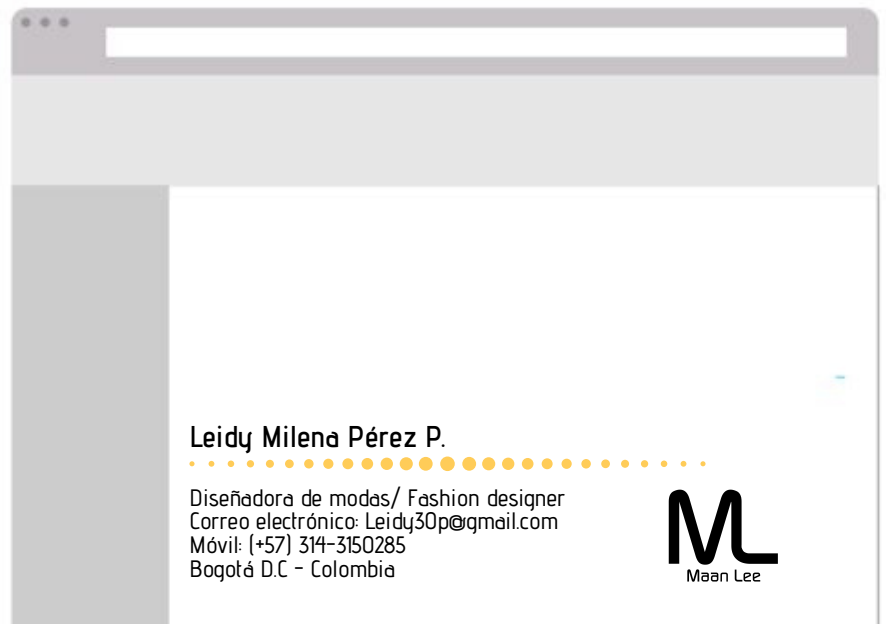 Leidy Milena Pérez P.
Diseñadora de modas/ Fashion designer
Correo electrónico: Leidy30p@gmail.com
Móvil: (+57) 314-3150285
Bogotá D.C - Colombia
ML
Maan Lee